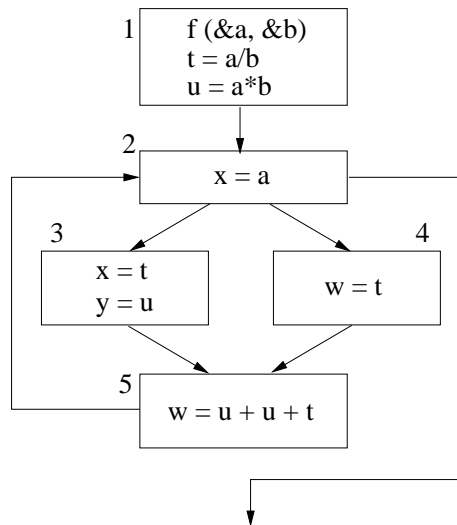 1
f (&a, &b)
t = a/b
u = a*b
2
x = a
3
x = t
y = u
4
w = t
5
w = u + u + t